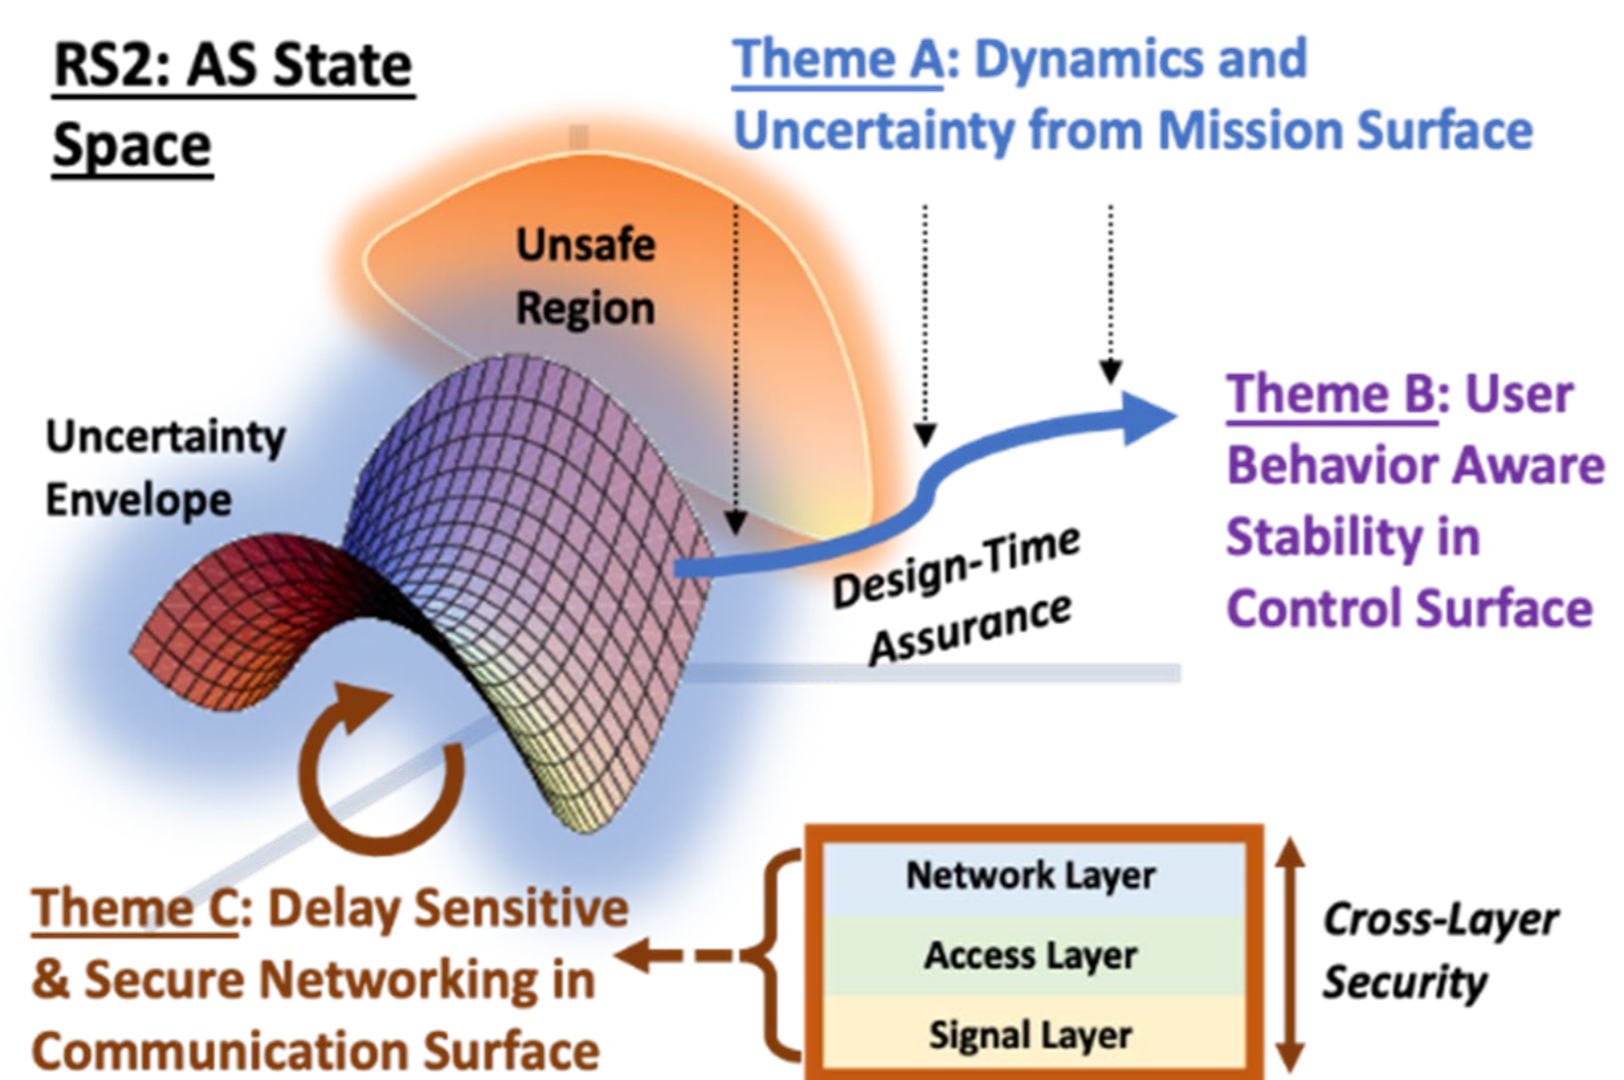 RS2: AS State
Space
Theme A: Dynamics and
Uncertainty from Mission Surface
Unsafe
Region
Uncertainty
Envelope
Theme B: User
Behavior Aware
Stability in
Control Surface
Design-Time
Assurance
Theme C: Delay Sensitive
& Secure Networking in
Communication Surface
Network Layer
Access Layer
Signal Layer
Cross-Layer
Security